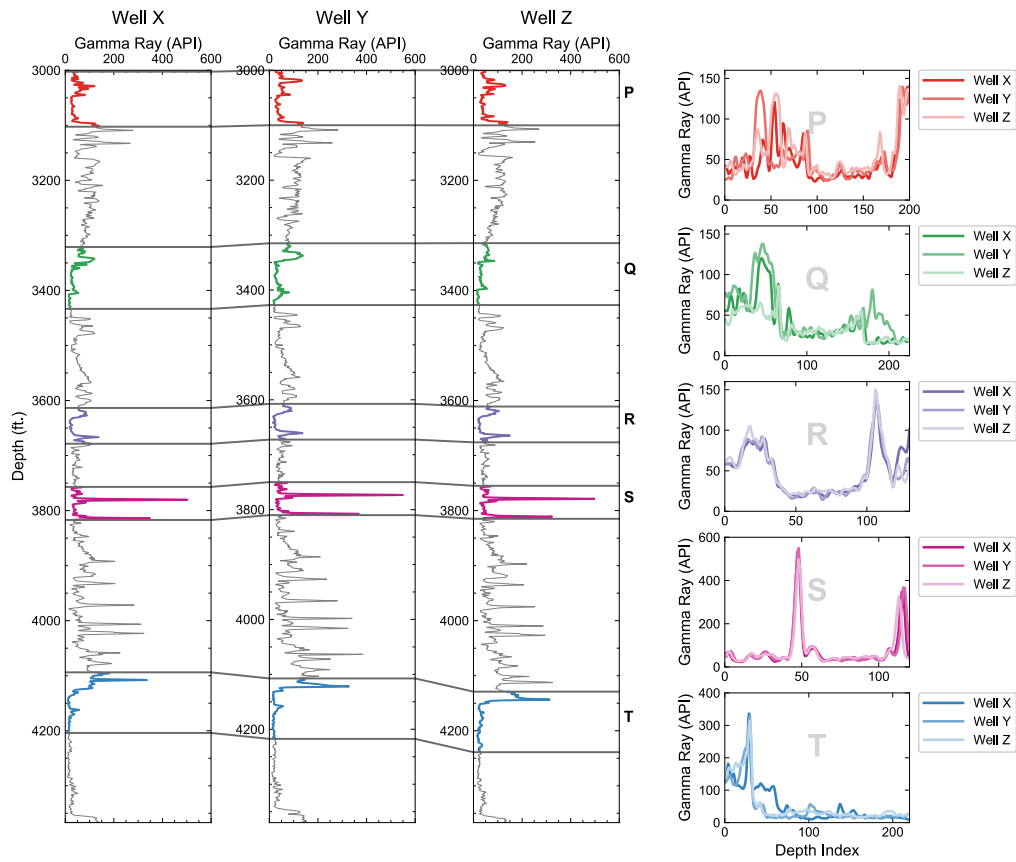 Well X
Well Y
Well Z
Gamma Ray (API)
Gamma Ray (API)
Gamma Ray (API)
0 200 400 600
0 200 400 600
0 200 400 600
Depth (ft.)
3000
3200
3400
3600
3800
4000
4200
3000
3200
3400
3600
3800
4000
4200
3000
3200
3400
3600
3800
4000
4200
P
Q
R
S
T
Gamma Ray (API)
150
100
50
0
P
0 50 100 150 200
Well X
Well Y
Well Z
Gamma Ray (API)
150
100
50
0
Q
100 200
Well X
Well Y
Well Z
Gamma Ray (API)
150
100
50
0
R
0 50 100
Well X
Well Y
Well Z
Gamma Ray (API)
600
400
200
0
S
0 50 100
Well X
Well Y
Well Z
Gamma Ray (API)
400
300
200
100
0
T
0 100 200
Depth Index
Well X
Well Y
Well Z